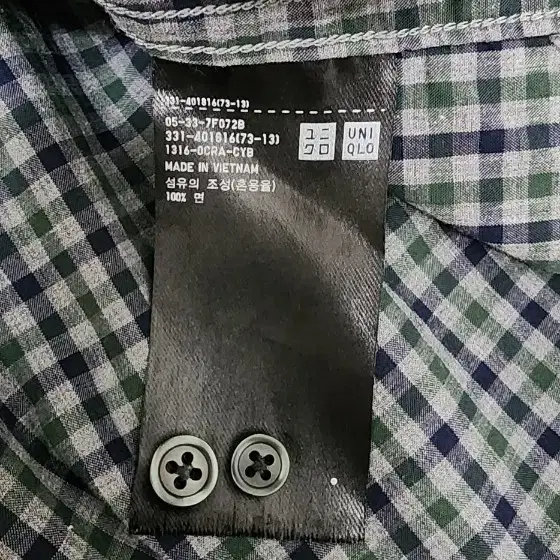 331-401816(73-13)
05-33-7F072B
331-401816(73-13)
1316-0CRA-CYB
MADE IN VIETNAM
섬유의 조성(혼용율)
100% 면
ユニ
クロ
UNI
QLO